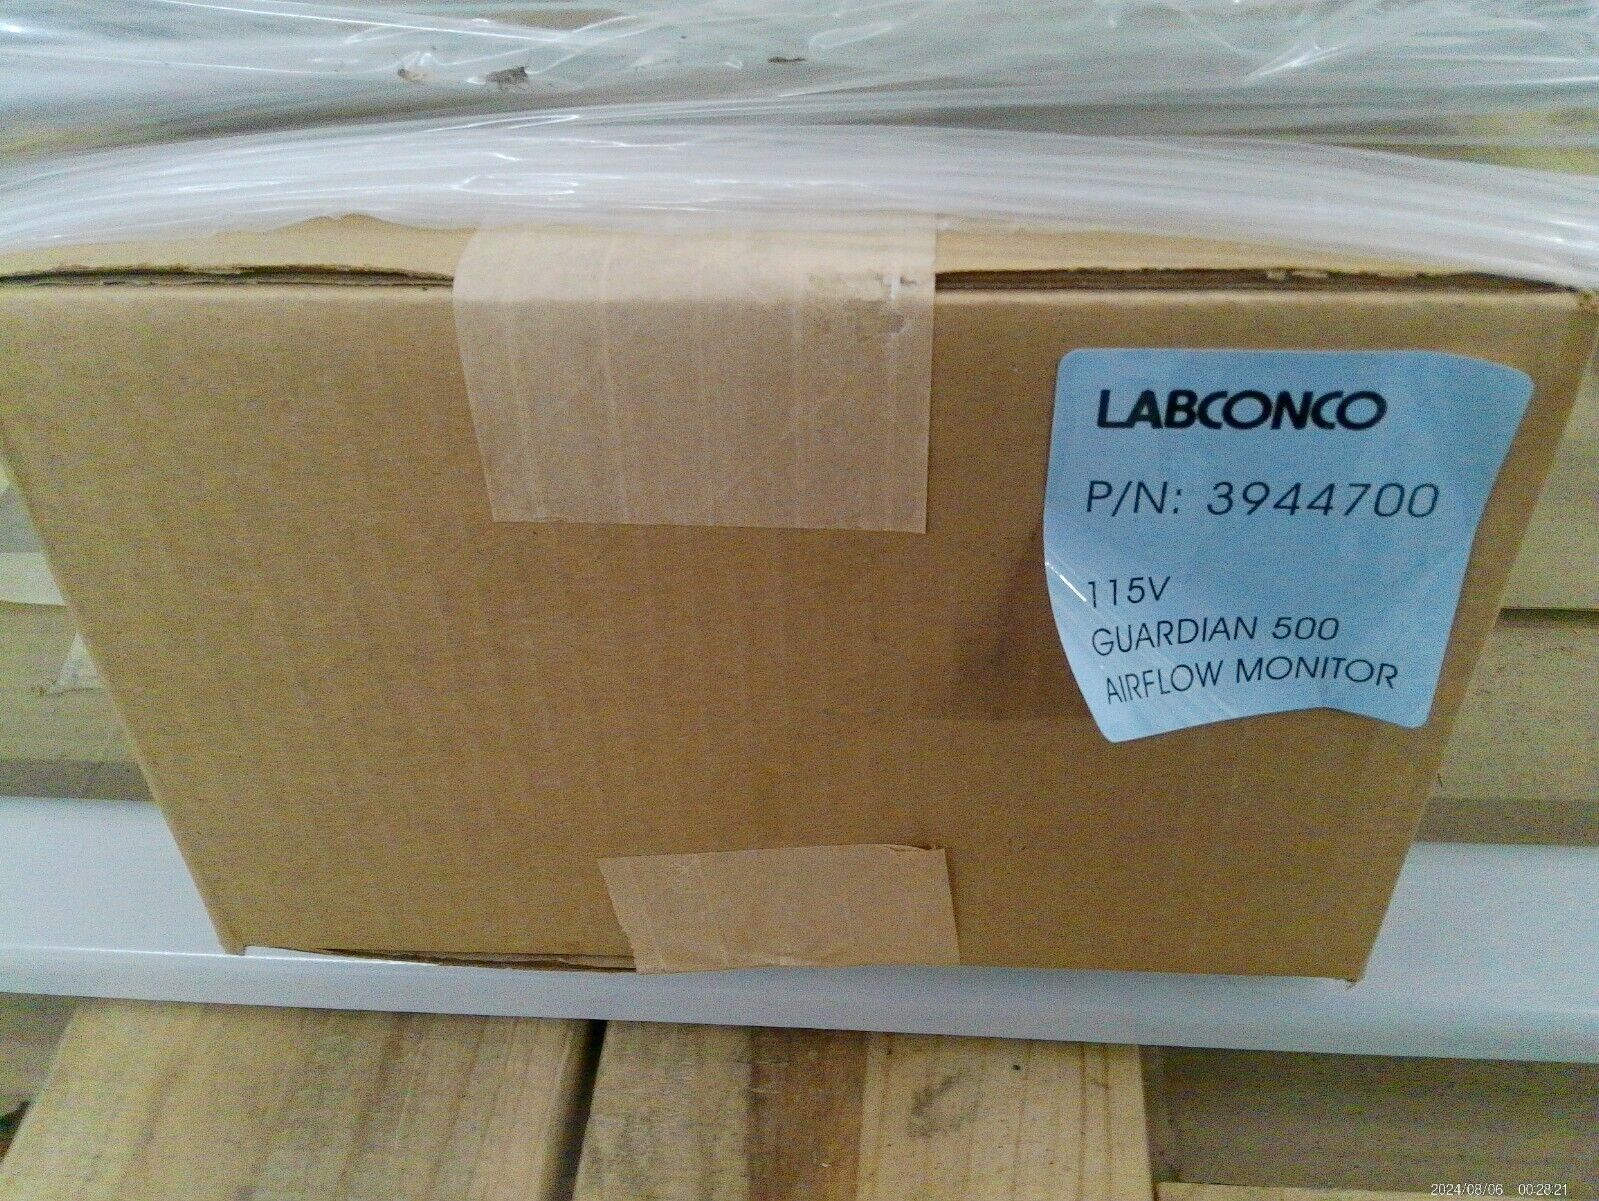 LABCONCO
P/N: 3944700
115V
GUARDIAN 500
AIRFLOW MONITOR
2024/08/06 00:28:21